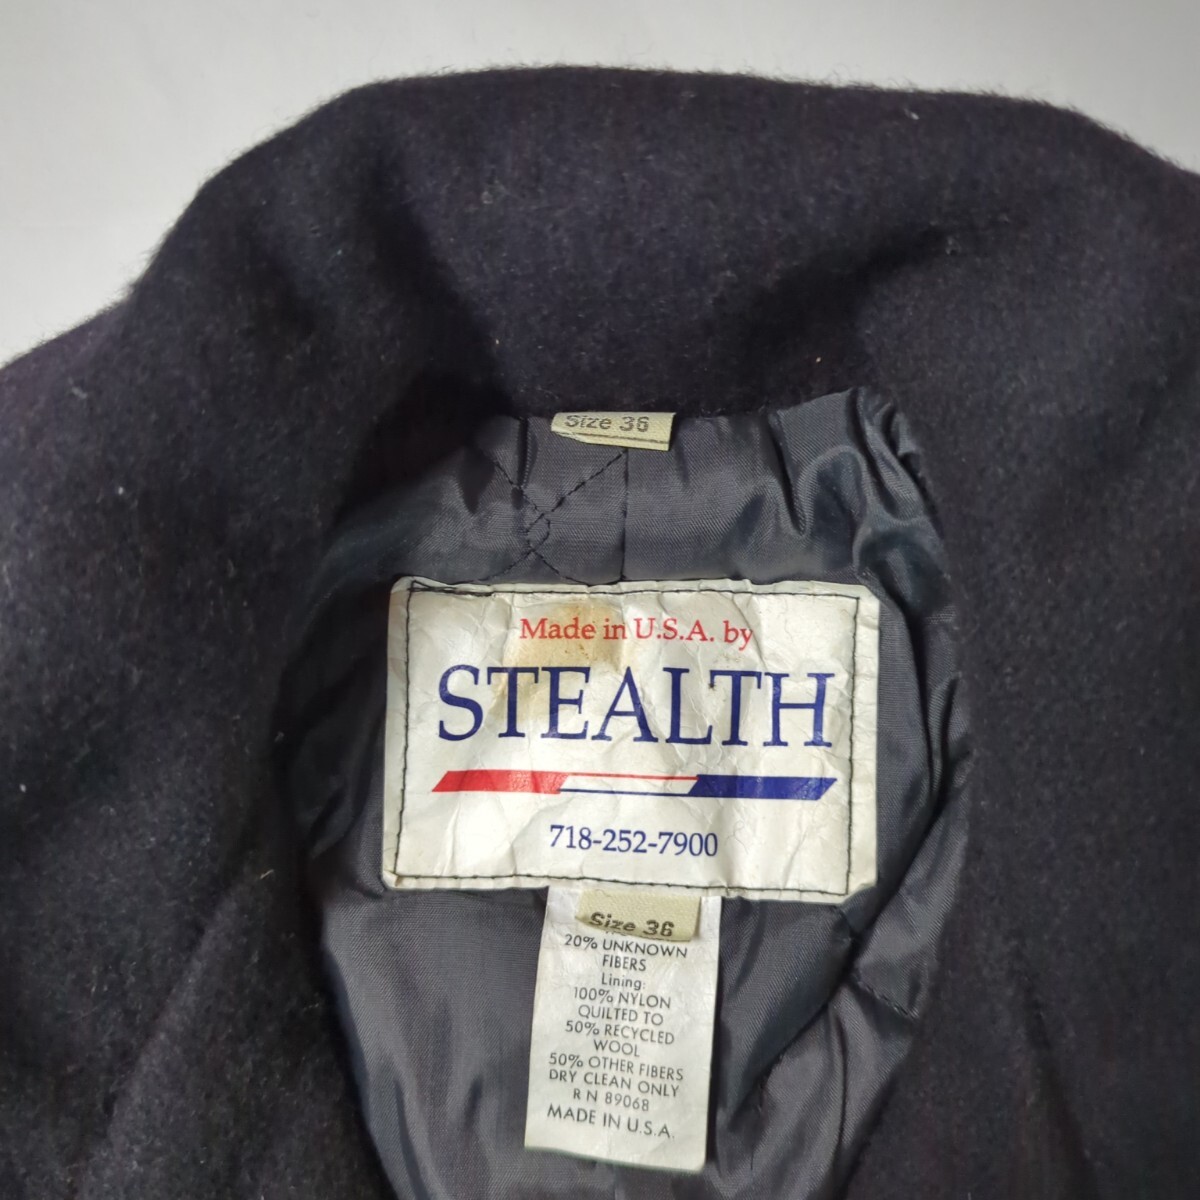 Size 36
Made in U.S.A. by
STEALTH
718-252-7900
Size 36
20% UNKNOWN
FIBERS
Lining:
100% NYLON
QUILTED TO
50% RECYCLED
WOOL
50% OTHER FIBERS
DRY CLEAN ONLY
R N 89068
MADE IN U.S.A.